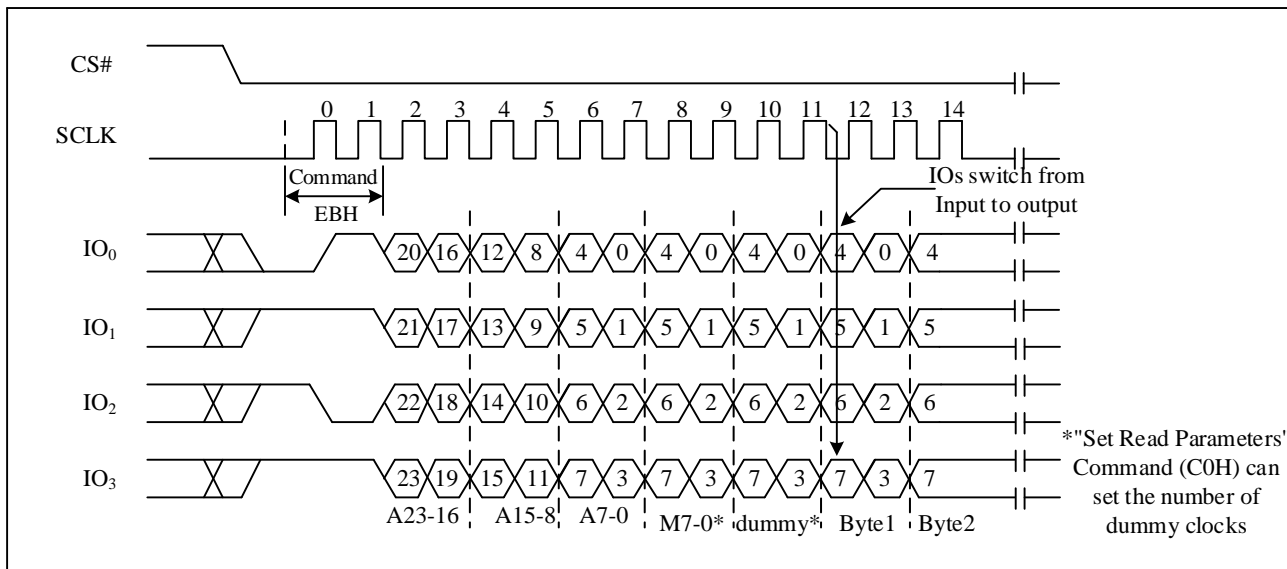 CS#
0 1 2 3 4 5 6 7 8 9 10 11 12 13 14
SCLK
Command
EBH
IOs switch from
Input to output
IO0 20 16 12 8 4 0 4 0 4 0 4 0 4
IO1 21 17 13 9 5 1 5 1 5 1 5 1 5
IO2 22 18 14 10 6 2 6 2 6 2 6 2 6
IO3 23 19 15 11 7 3 7 3 7 3 7 3 7
A23-16 A15-8 A7-0 M7-0* dummy* Byte1 Byte2
*"Set Read Parameters"
Command (C0H) can
set the number of
dummy clocks